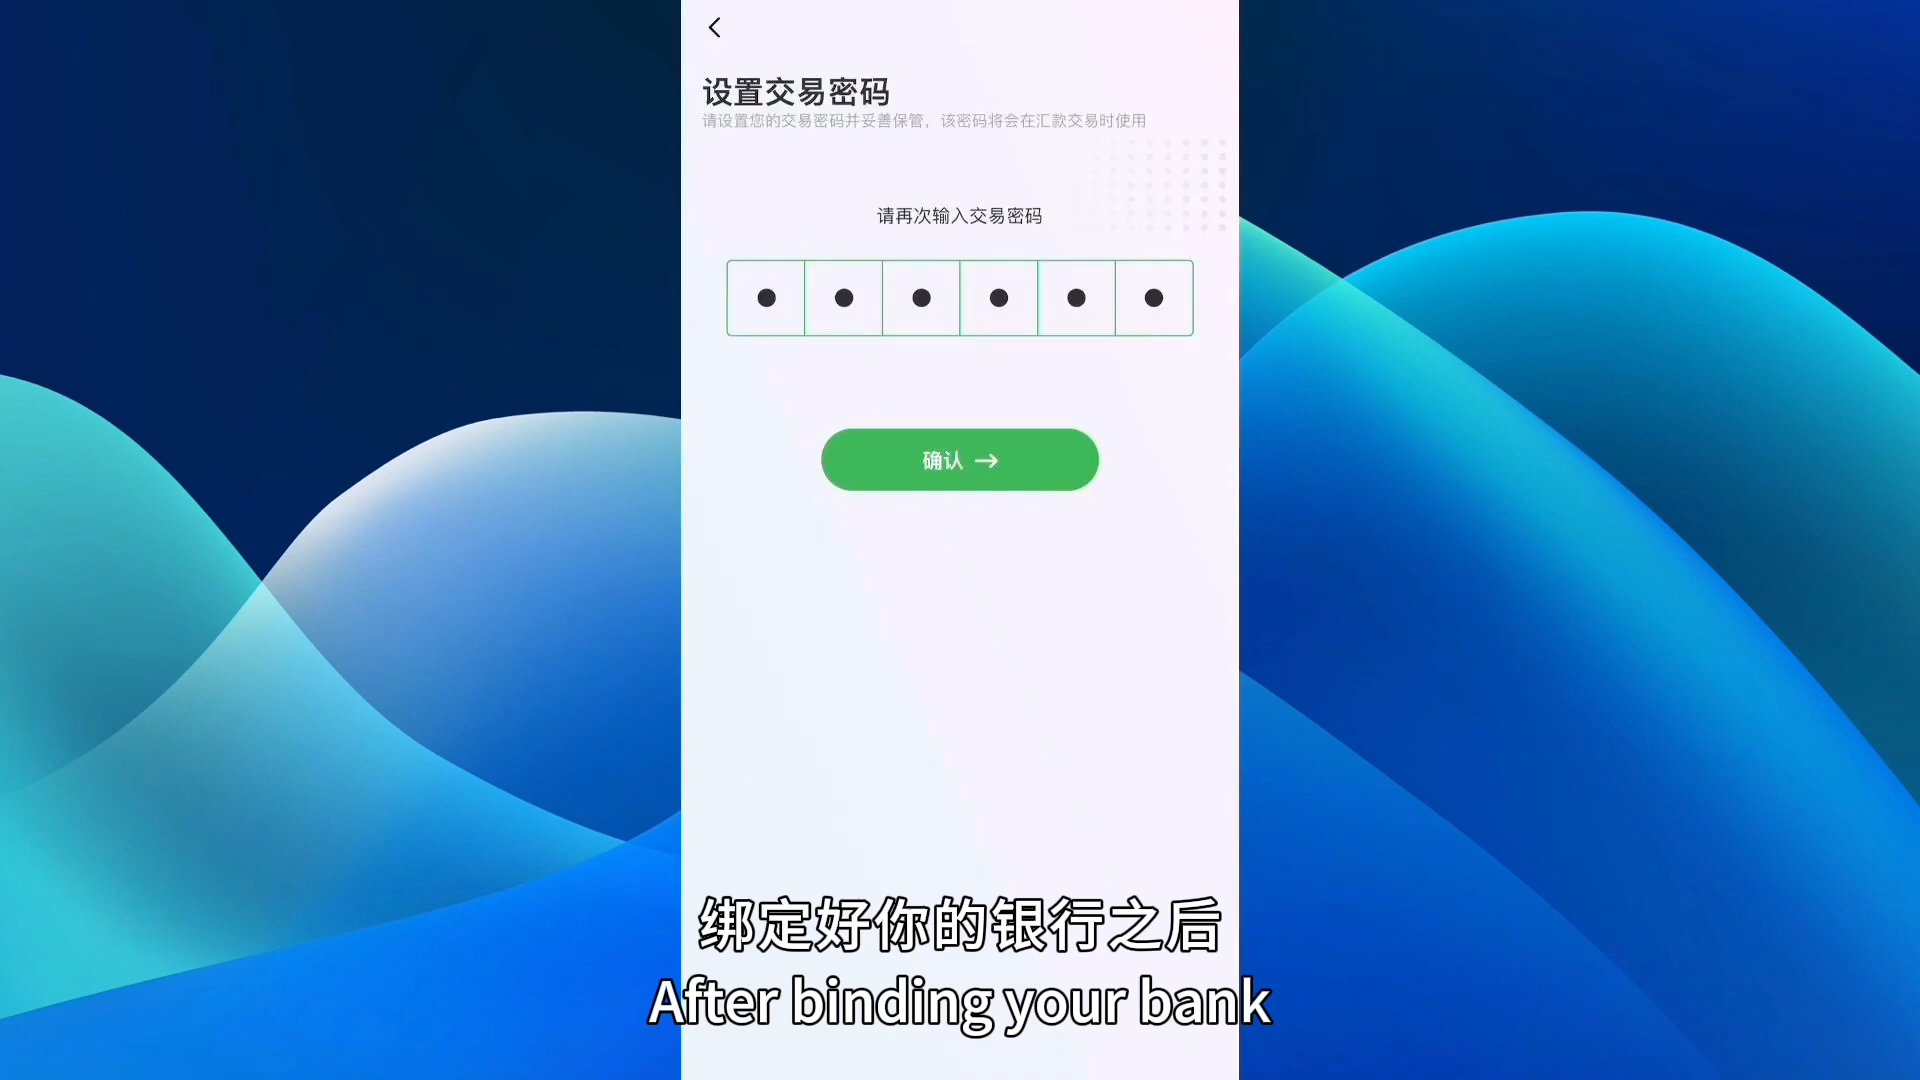 设置交易密码
请设置您的交易密码并妥善保管，该密码将会在汇款交易时使用
请再次输入交易密码
确认 →
绑定好你的银行之后
After binding your bank